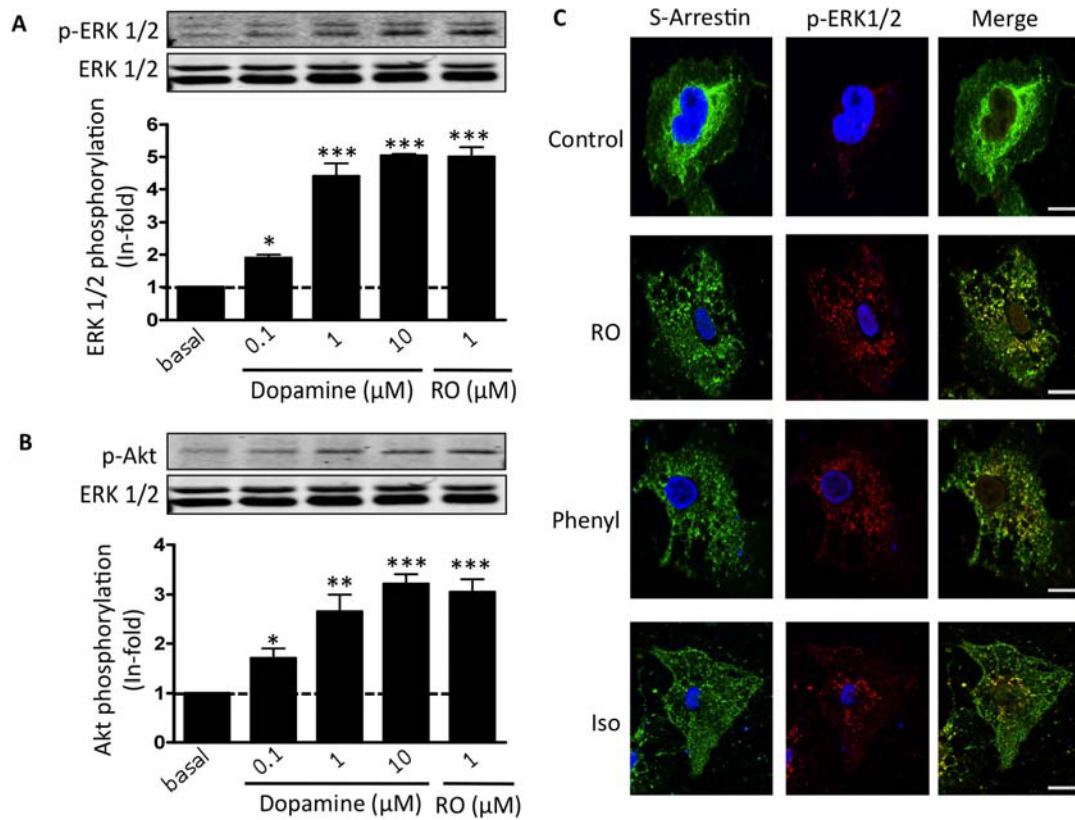 A
p-ERK 1/2
ERK 1/2
ERK 1/2 phosphorylation
(In-fold)
6
5
4
3
2
1
0
*
***
***
***
basal
0.1
1
10
1
Dopamine (μM)
RO (μM)
B
p-Akt
ERK 1/2
Akt phosphorylation
(In-fold)
4
3
2
1
0
*
**
***
***
basal
0.1
1
10
1
Dopamine (μM)
RO (μM)
C
S-Arrestin
p-ERK1/2
Merge
Control
RO
Phenyl
Iso